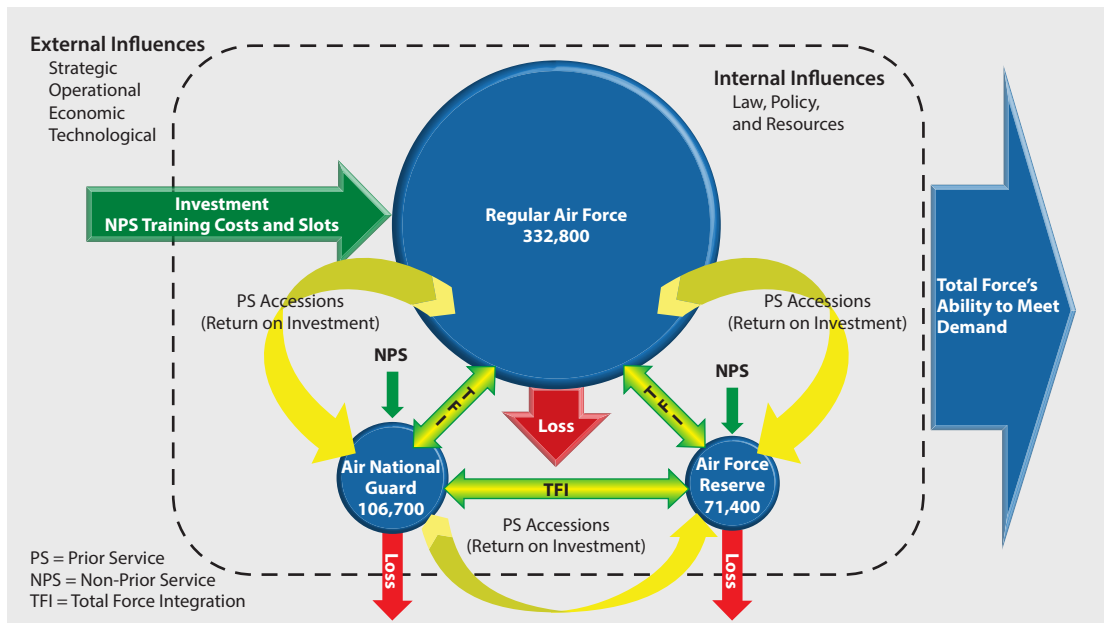 External Influences
Strategic
Operational
Economic
Technological
Internal Influences
Law, Policy,
and Resources
Investment
NPS Training Costs and Slots
Regular Air Force
332,800
PS Accessions
(Return on Investment)
PS Accessions
(Return on Investment)
Total Force's
Ability to Meet
Demand
NPS
NPS
TFI
TFI
Loss
Air National
Guard
106,700
TFI
Air Force
Reserve
71,400
PS Accessions
(Return on Investment)
Loss
Loss
PS = Prior Service
NPS = Non-Prior Service
TFI = Total Force Integration